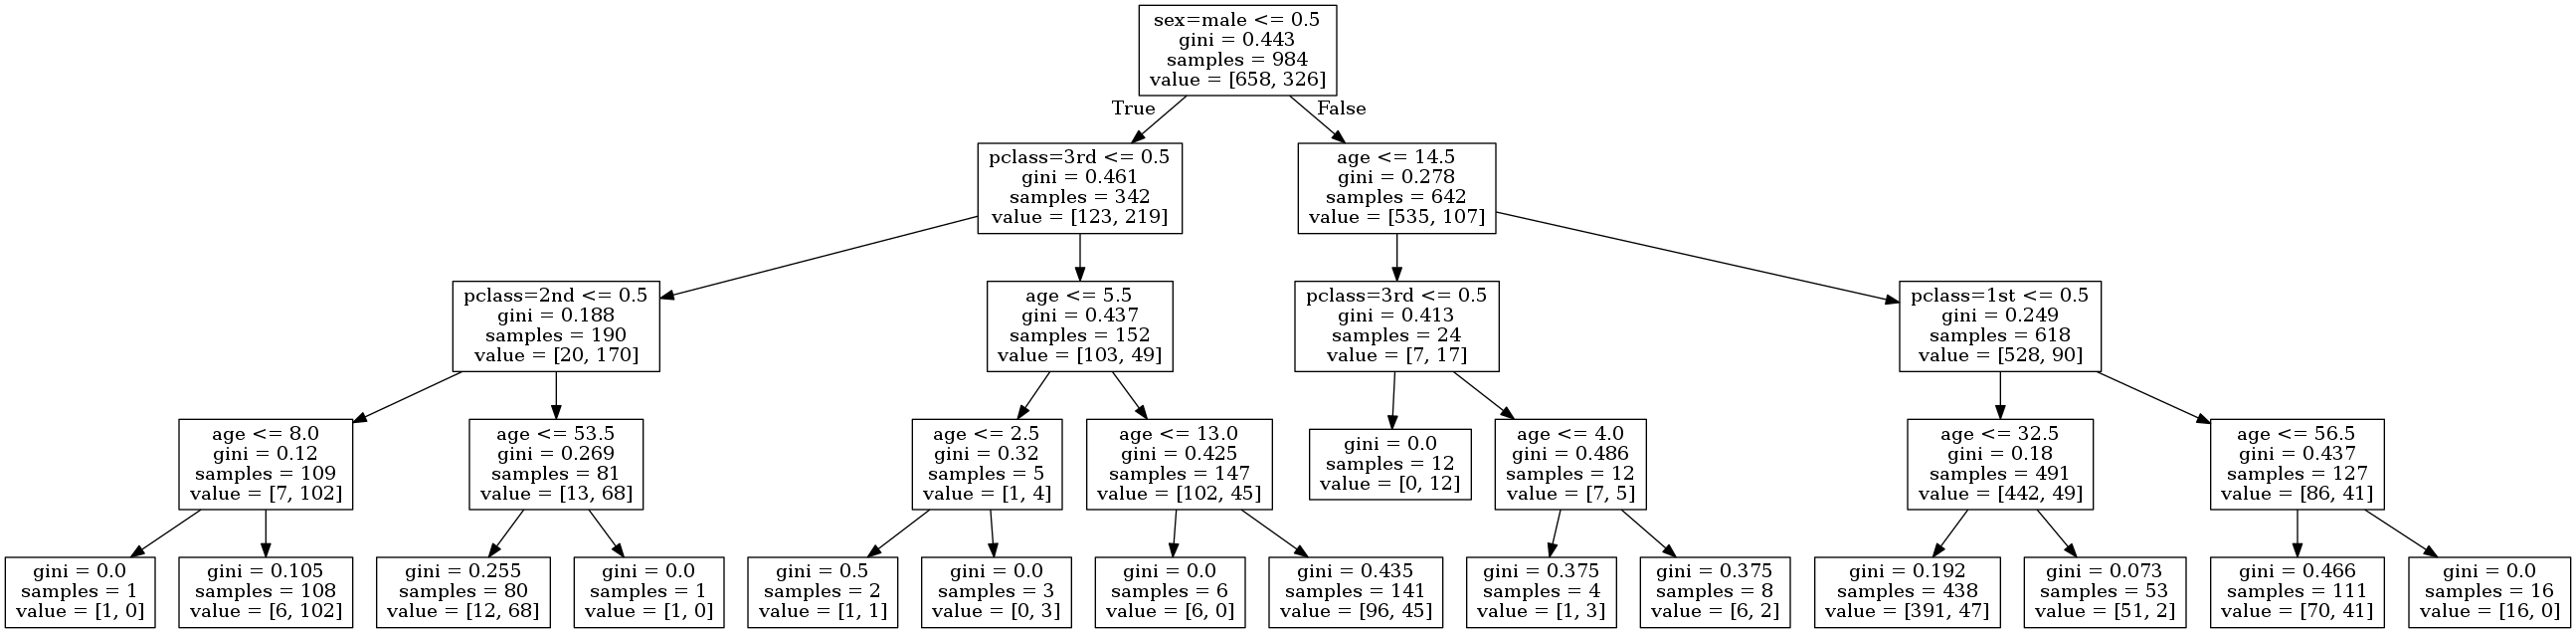 sex=male <= 0.5
gini = 0.443
samples = 984
value = [658, 326]
True
False
pclass=3rd <= 0.5
gini = 0.461
samples = 342
value = [123, 219]
age <= 14.5
gini = 0.278
samples = 642
value = [535, 107]
pclass=2nd <= 0.5
gini = 0.188
samples = 190
value = [20, 170]
age <= 5.5
gini = 0.437
samples = 152
value = [103, 49]
pclass=3rd <= 0.5
gini = 0.413
samples = 24
value = [7, 17]
pclass=1st <= 0.5
gini = 0.249
samples = 618
value = [528, 90]
age <= 8.0
gini = 0.12
samples = 109
value = [7, 102]
age <= 53.5
gini = 0.269
samples = 81
value = [13, 68]
age <= 2.5
gini = 0.32
samples = 5
value = [1, 4]
age <= 13.0
gini = 0.425
samples = 147
value = [102, 45]
gini = 0.0
samples = 12
value = [0, 12]
age <= 4.0
gini = 0.486
samples = 12
value = [7, 5]
age <= 32.5
gini = 0.18
samples = 491
value = [442, 49]
age <= 56.5
gini = 0.437
samples = 127
value = [86, 41]
gini = 0.0
samples = 1
value = [1, 0]
gini = 0.105
samples = 108
value = [6, 102]
gini = 0.255
samples = 80
value = [12, 68]
gini = 0.0
samples = 1
value = [1, 0]
gini = 0.5
samples = 2
value = [1, 1]
gini = 0.0
samples = 3
value = [0, 3]
gini = 0.0
samples = 6
value = [6, 0]
gini = 0.435
samples = 141
value = [96, 45]
gini = 0.375
samples = 4
value = [1, 3]
gini = 0.375
samples = 8
value = [6, 2]
gini = 0.192
samples = 438
value = [391, 47]
gini = 0.073
samples = 53
value = [51, 2]
gini = 0.466
samples = 111
value = [70, 41]
gini = 0.0
samples = 16
value = [16, 0]